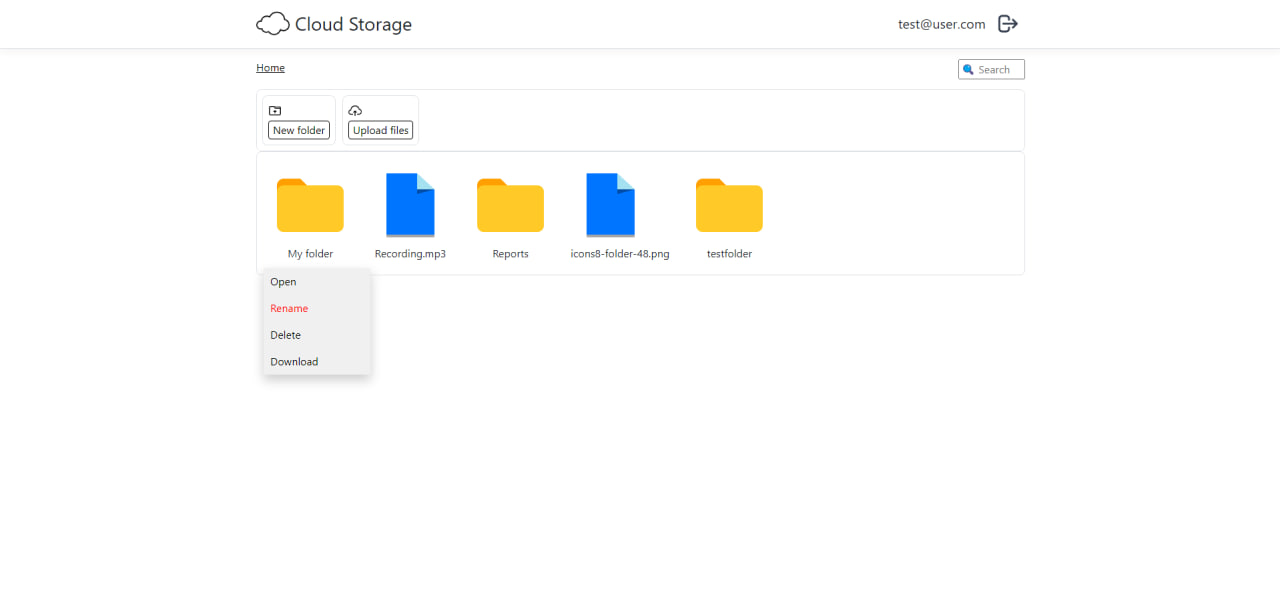 Cloud Storage
test@user.com
Home
Search
New folder
Upload files
My folder
Recording.mp3
Reports
icons8-folder-48.png
testfolder
Open
Rename
Delete
Download